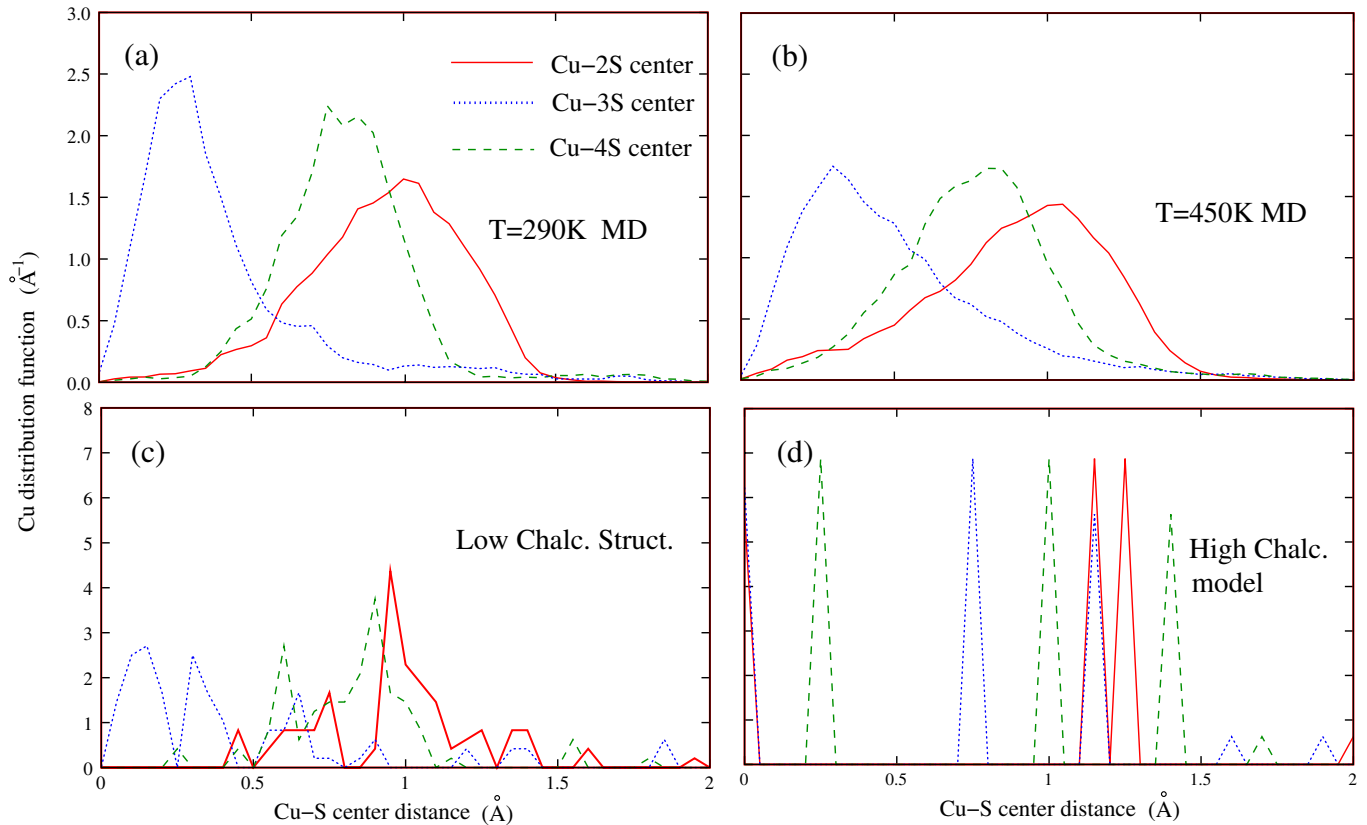 3.0
2.5
2.0
1.5
1.0
0.5
0.0
(a)
Cu−2S center
Cu−3S center
Cu−4S center
T=290K MD
(b)
T=450K MD
Cu distribution function (Å⁻¹)
8
7
6
5
4
3
2
1
0
(c)
Low Chalc. Struct.
0
0.5
1
1.5
2
Cu−S center distance (Å)
(d)
High Chalc.
model
0
0.5
1
1.5
2
Cu−S center distance (Å)